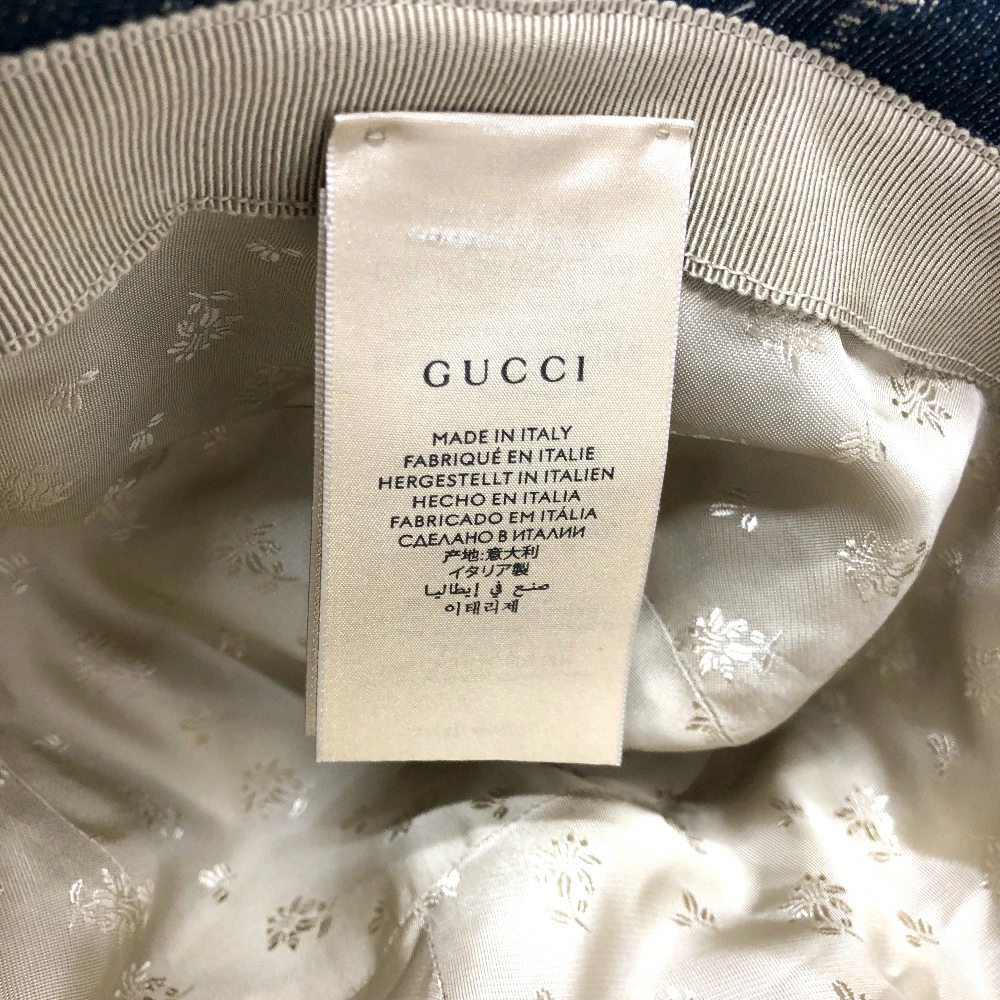 GUCCI
MADE IN ITALY
FABRIQUÉ EN ITALIE
HERGESTELLT IN ITALIEN
HECHO EN ITALIA
FABRICADO EM ITÁLIA
СДЕЛАНО В ИТАЛИИ
产地:意大利
イタリア製
صنع في إيطاليا
이태리제